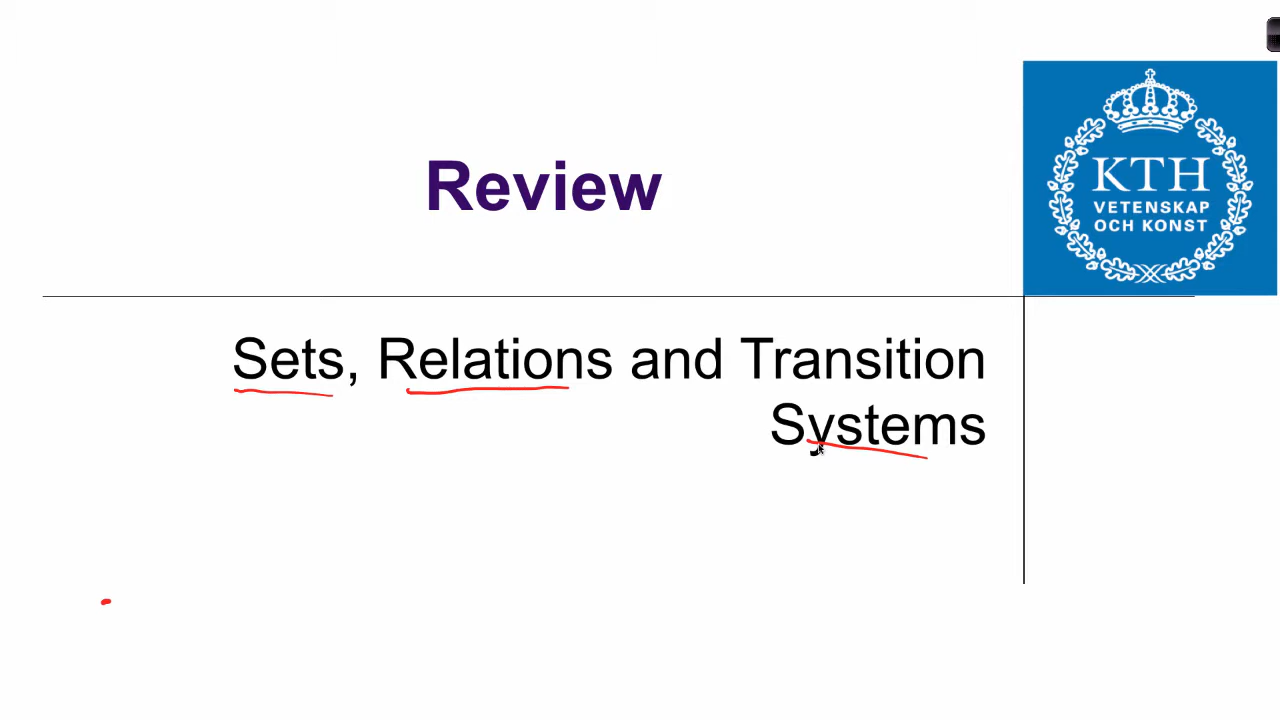 Review
KTH
VETENSKAP
OCH KONST
Sets, Relations and Transition
Systems